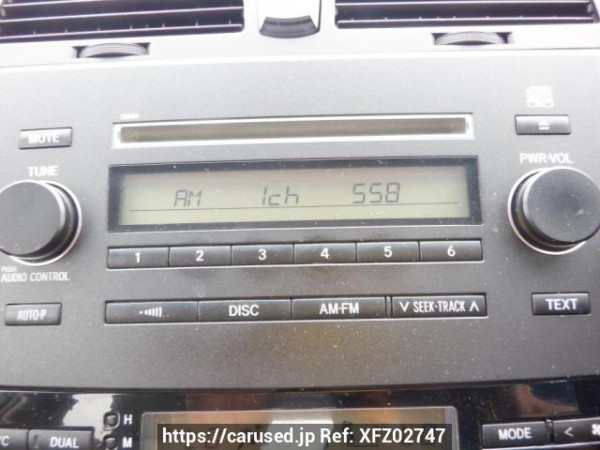 MUTE
TUNE
PWR·VOL
AM 1ch 558
1 2 3 4 5 6
PUSH
AUDIO CONTROL
AUTO·P
DISC
AM·FM
∨ SEEK·TRACK ∧
TEXT
H
M
DUAL
MODE
<
https://carused.jp Ref: XFZ02747